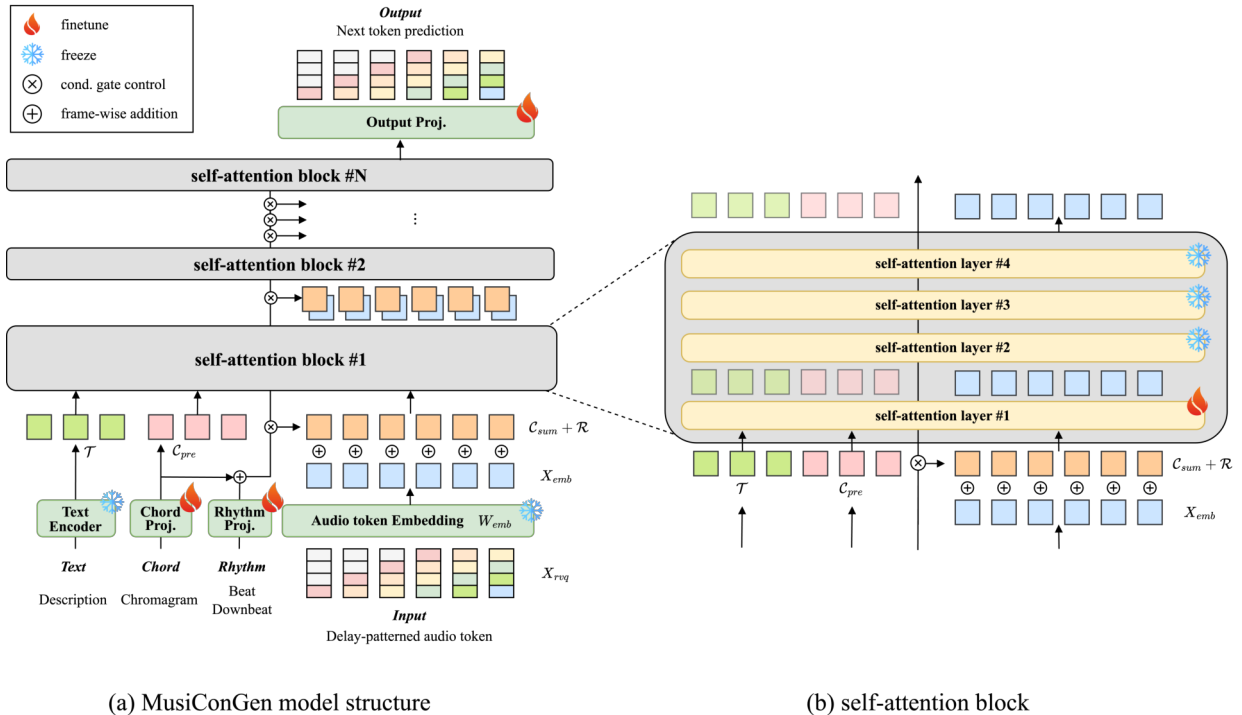 finetune
freeze
cond. gate control
frame-wise addition
Output
Next token prediction
Output Proj.
self-attention block #N
⋮
self-attention block #2
self-attention block #1
𝒯
𝒞pre
𝒞sum + ℛ
Xemb
Text
Encoder
Chord
Proj.
Rhythm
Proj.
Audio token Embedding Wemb
Text
Chord
Rhythm
Description
Chromagram
Beat
Downbeat
Xrvq
Input
Delay-patterned audio token
(a) MusiConGen model structure
self-attention layer #4
self-attention layer #3
self-attention layer #2
self-attention layer #1
𝒯
𝒞pre
𝒞sum + ℛ
Xemb
(b) self-attention block